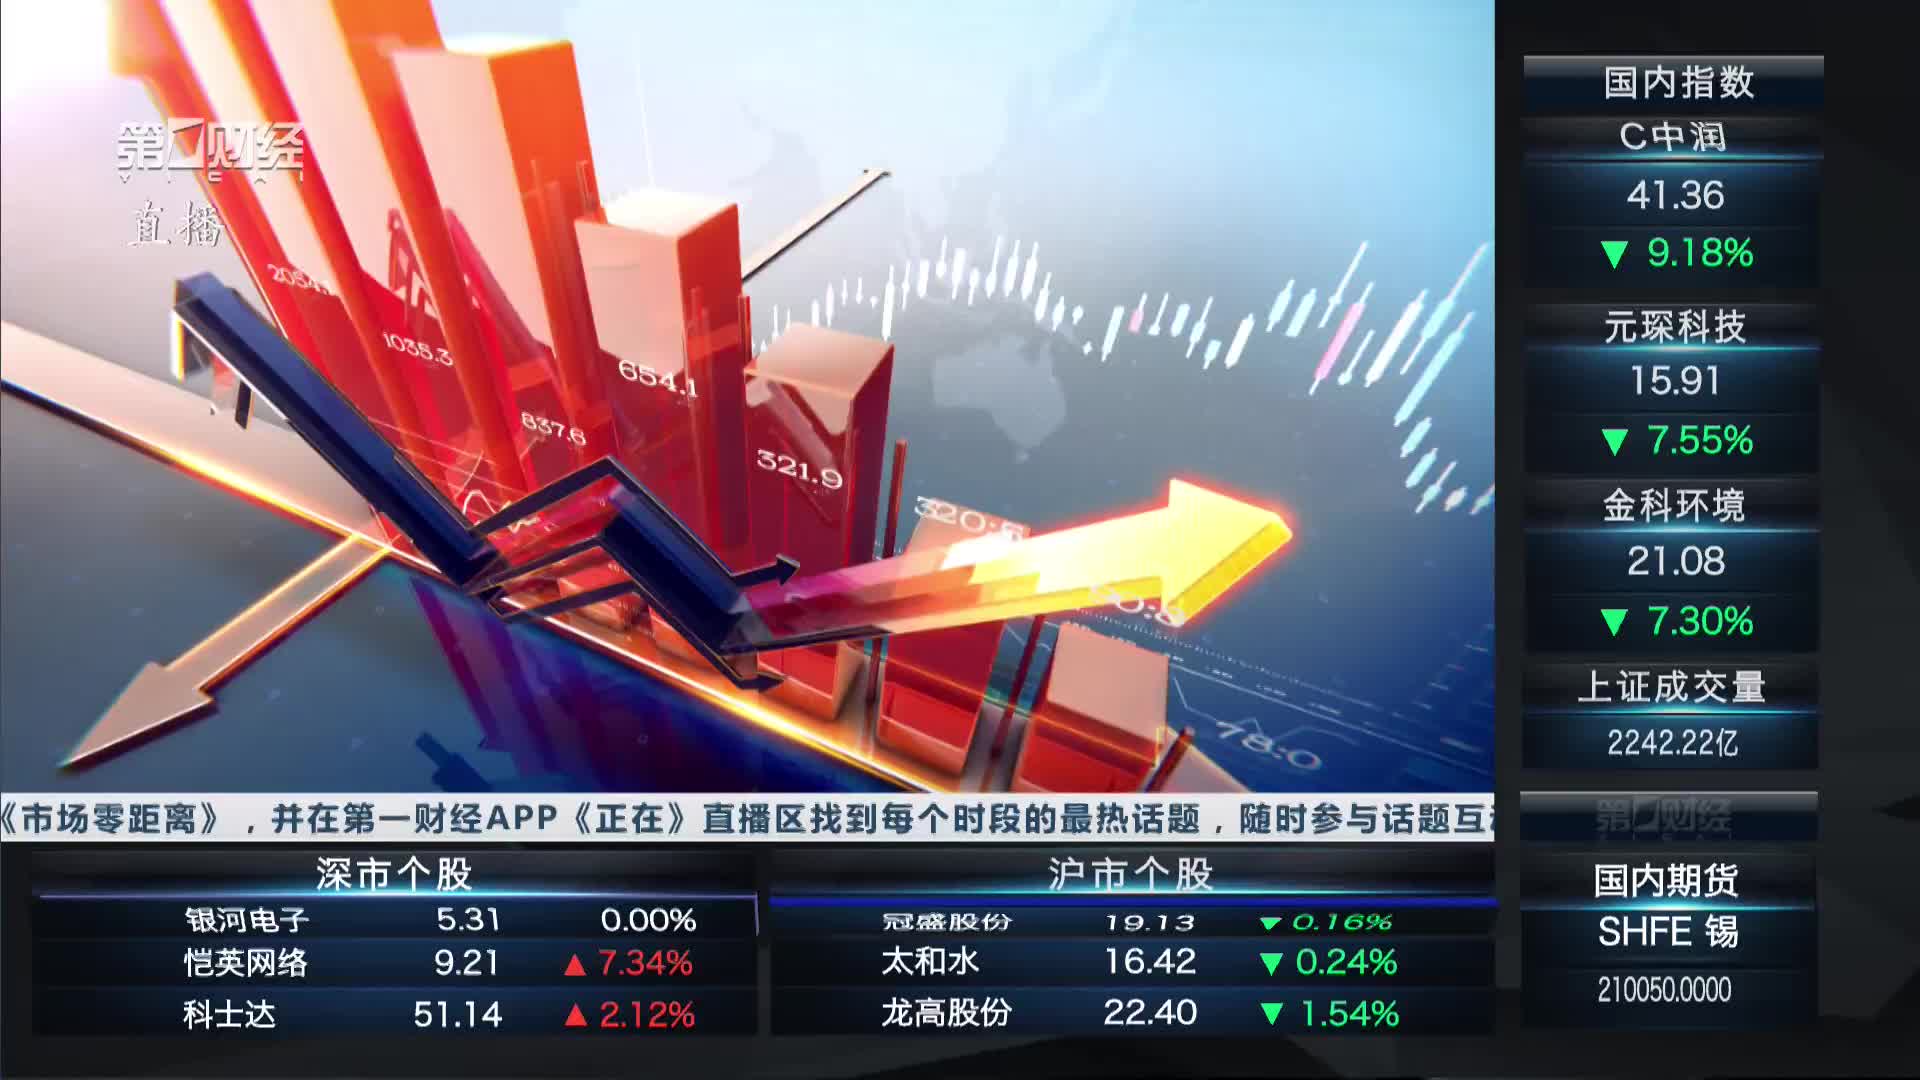 第一财经
YICAI
直播
2054.
1035.3
837.6
654.1
321.9
320:5
78:0
《市场零距离》，并在第一财经APP《正在》直播区找到每个时段的最热话题，随时参与话题互
深市个股
银河电子 5.31 0.00%
恺英网络 9.21 ▲ 7.34%
科士达 51.14 ▲ 2.12%
沪市个股
冠盛股份 19.13 ▼ 0.16%
太和水 16.42 ▼ 0.24%
龙高股份 22.40 ▼ 1.54%
国内指数
C中润
41.36
▼ 9.18%
元琛科技
15.91
▼ 7.55%
金科环境
21.08
▼ 7.30%
上证成交量
2242.22亿
第一财经
国内期货
SHFE 锡
210050.0000